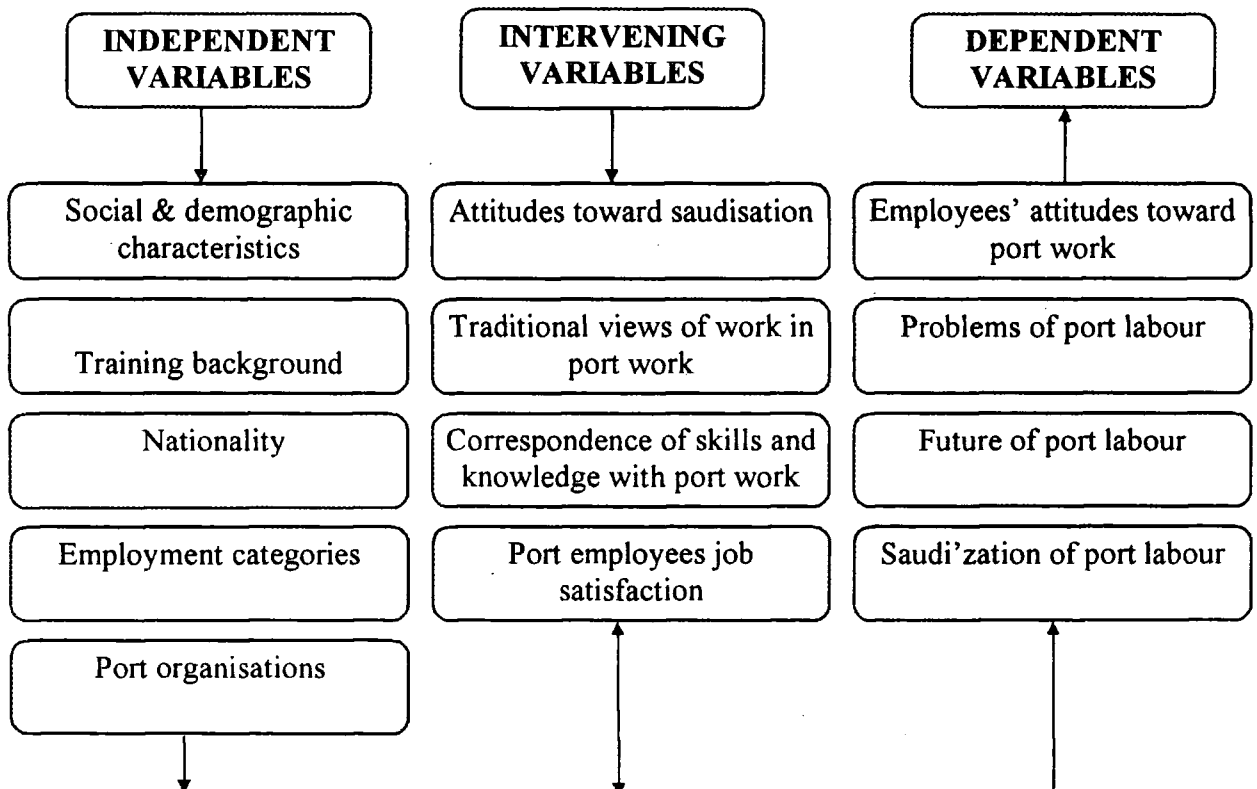 INDEPENDENT
VARIABLES
Social & demographic
characteristics
Training background
Nationality
Employment categories
Port organisations
INTERVENING
VARIABLES
Attitudes toward saudisation
Traditional views of work in
port work
Correspondence of skills and
knowledge with port work
Port employees job
satisfaction
DEPENDENT
VARIABLES
Employees' attitudes toward
port work
Problems of port labour
Future of port labour
Saudi'zation of port labour